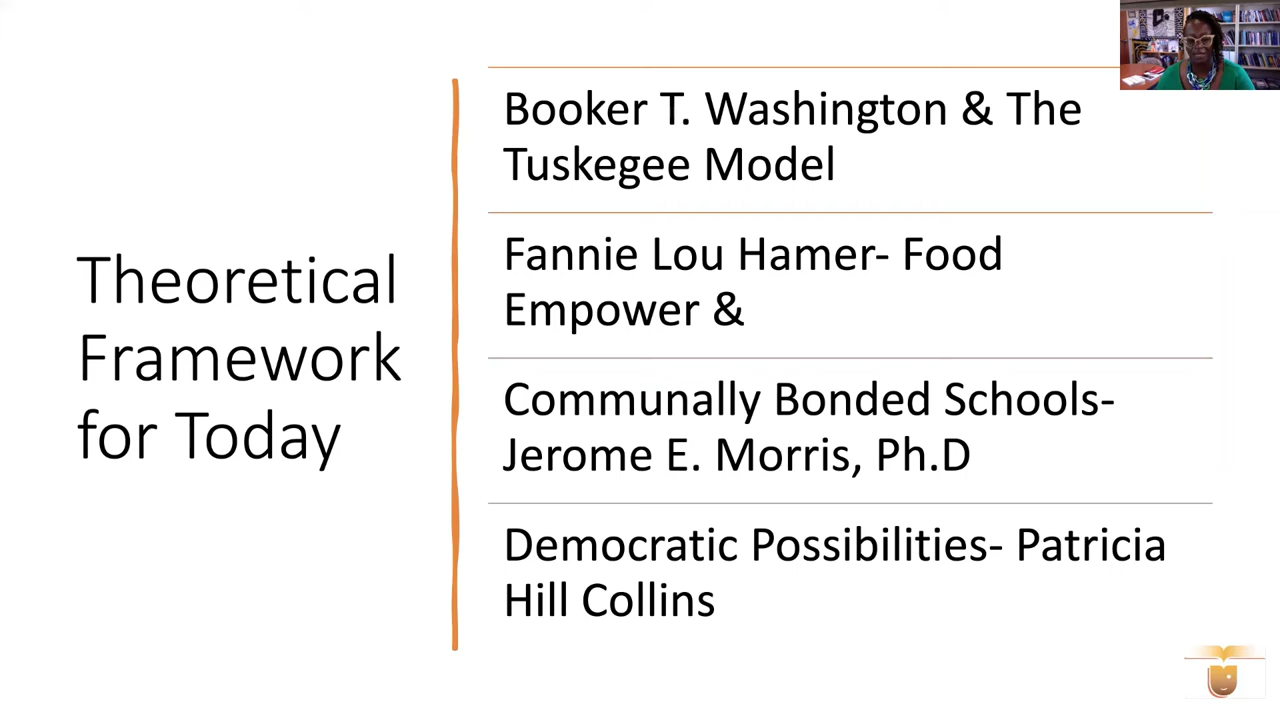 Theoretical
Framework
for Today
Booker T. Washington & The
Tuskegee Model
Fannie Lou Hamer- Food
Empower &
Communally Bonded Schools-
Jerome E. Morris, Ph.D
Democratic Possibilities- Patricia
Hill Collins